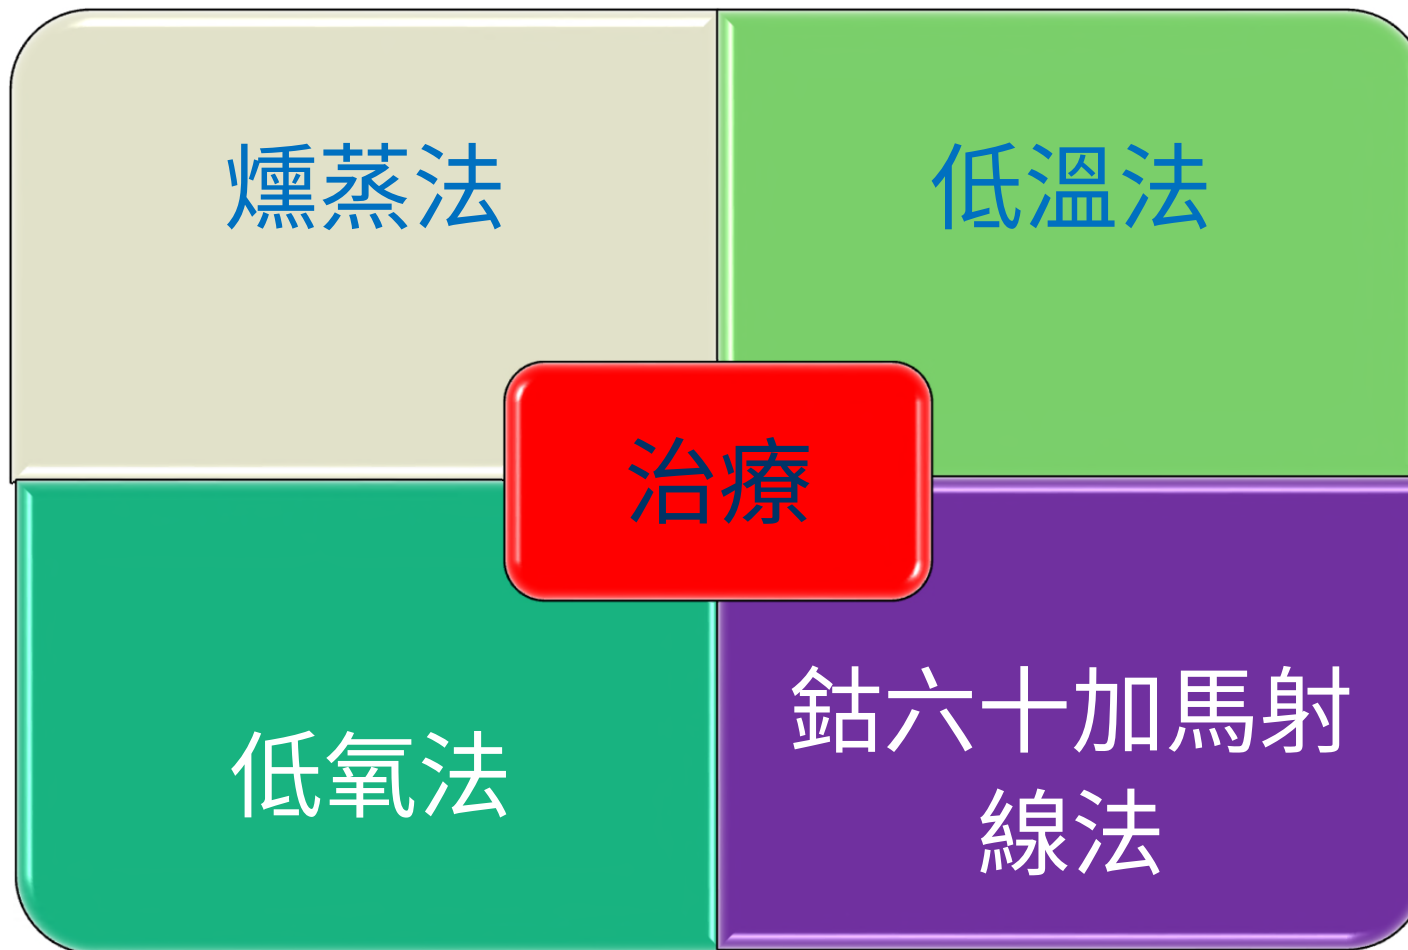 燻蒸法
低溫法
治療
低氧法
鈷六十加馬射
線法